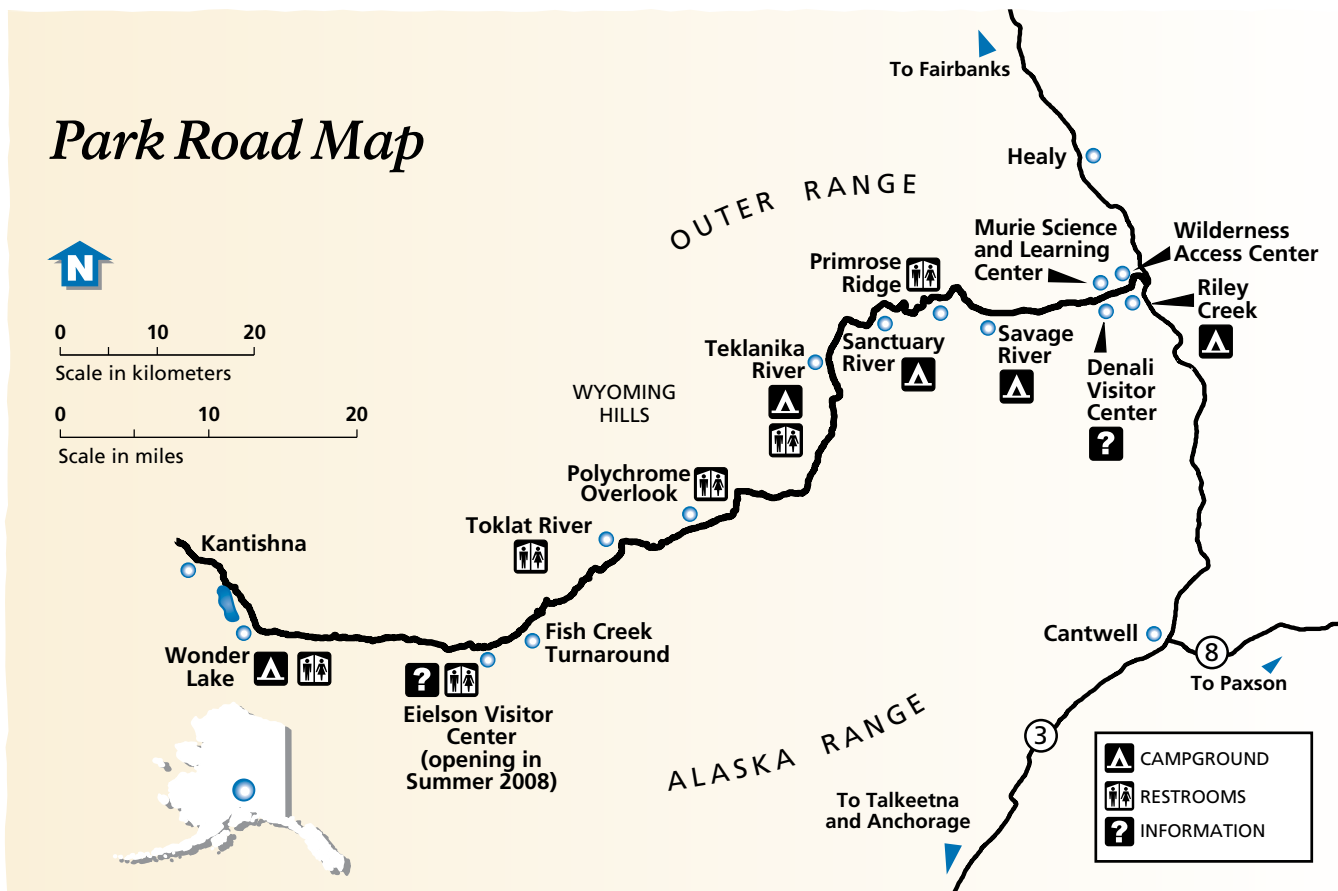 Park Road Map
N
0 10 20
Scale in kilometers
0 10 20
Scale in miles
To Fairbanks
Healy
OUTER RANGE
Murie Science
and Learning
Center
Wilderness
Access Center
Primrose
Ridge
Riley
Creek
Savage
River
Sanctuary
River
Teklanika
River
Denali
Visitor
Center
?
WYOMING
HILLS
Polychrome
Overlook
Toklat River
Kantishna
Fish Creek
Turnaround
Wonder
Lake
?
Eielson Visitor
Center
(opening in
Summer 2008)
Cantwell
8
To Paxson
3
ALASKA RANGE
To Talkeetna
and Anchorage
CAMPGROUND
RESTROOMS
? INFORMATION